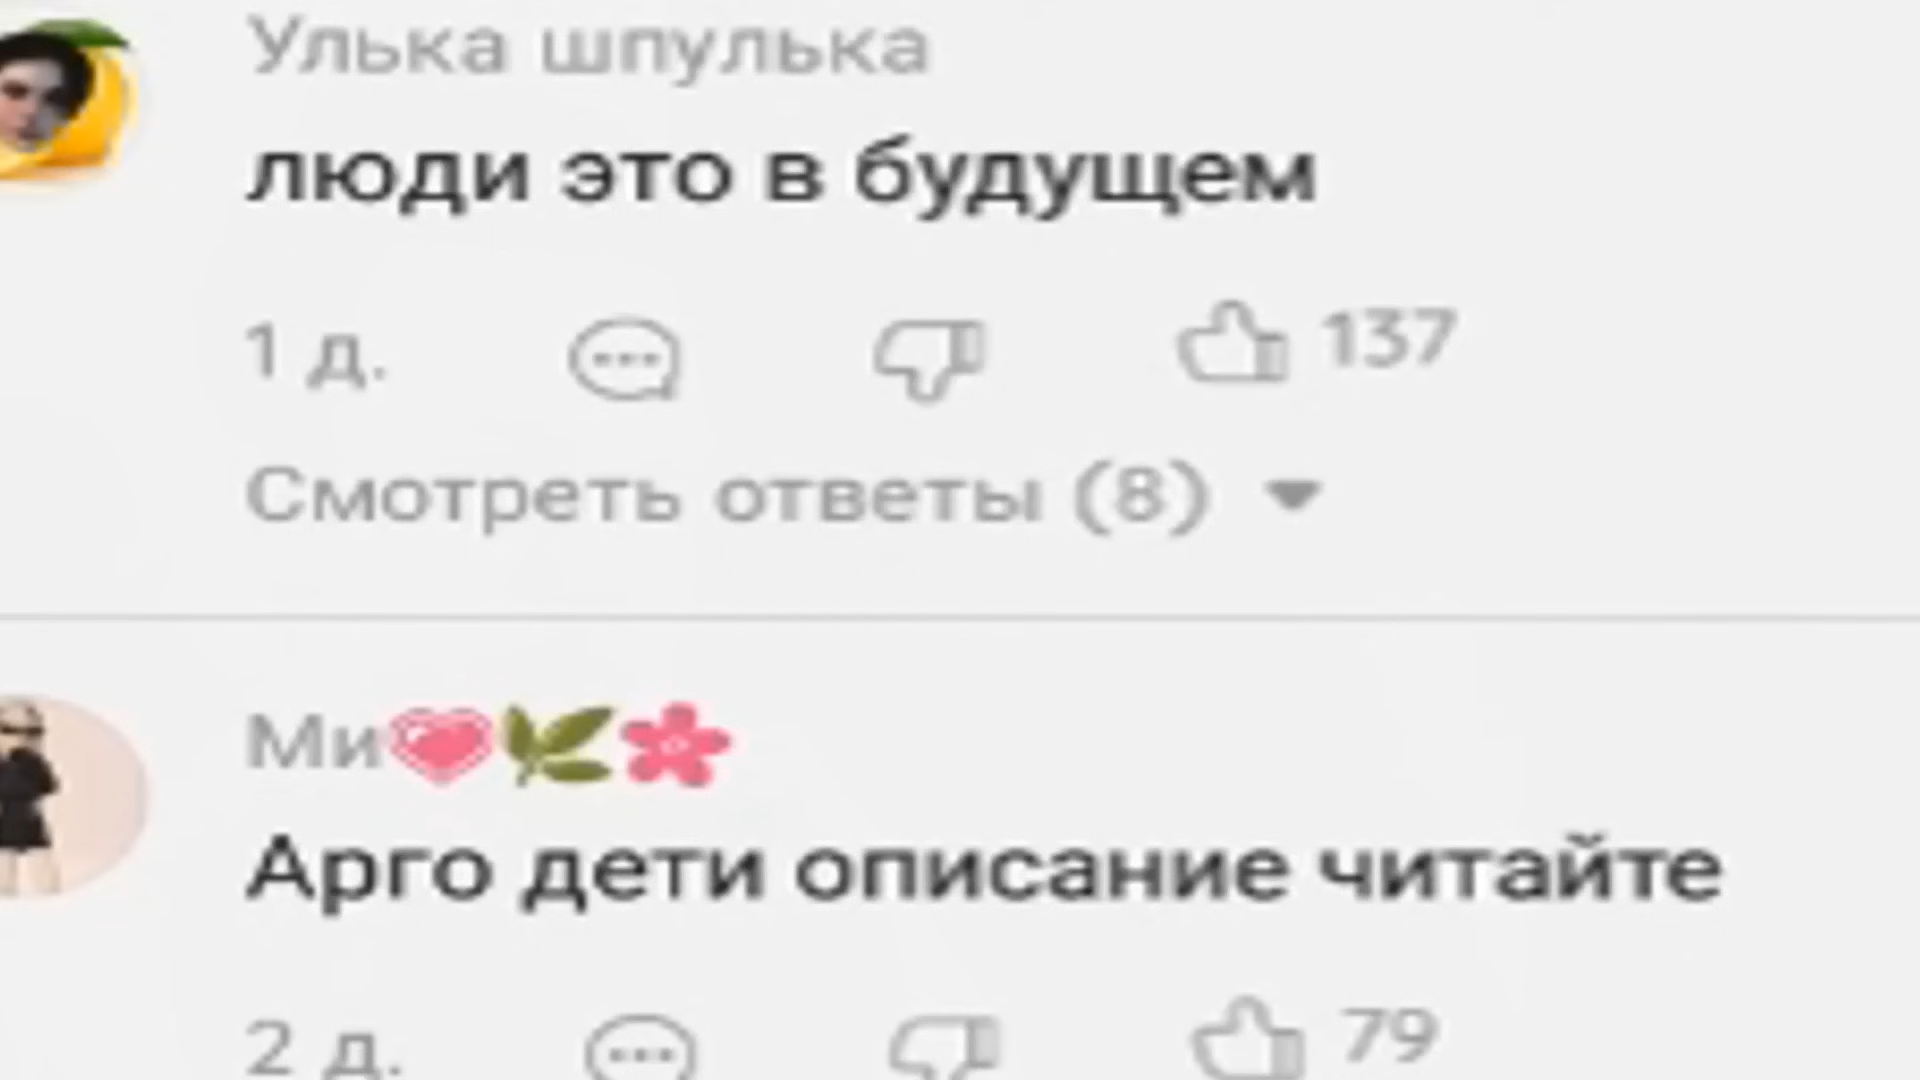 Улька шпулька
люди это в будущем
1 д. 137
Смотреть ответы (8)
Ми💗🌿🌸
Арго дети описание читайте
2 д. 79